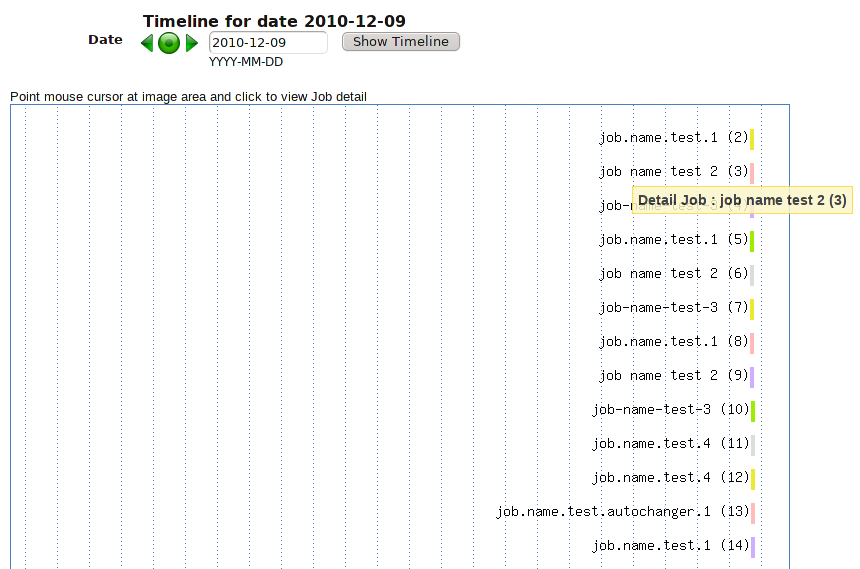 Timeline for date 2010-12-09
Date 2010-12-09 Show Timeline
YYYY-MM-DD
Point mouse cursor at image area and click to view Job detail
job.name.test.1 (2)
job name test 2 (3)
Detail Job : job name test 2 (3)
job-
job.name.test.1 (5)
job name test 2 (6)
job-name-test-3 (7)
job.name.test.1 (8)
job name test 2 (9)
job-name-test-3 (10)
job.name.test.4 (11)
job.name.test.4 (12)
job.name.test.autochanger.1 (13)
job.name.test.1 (14)